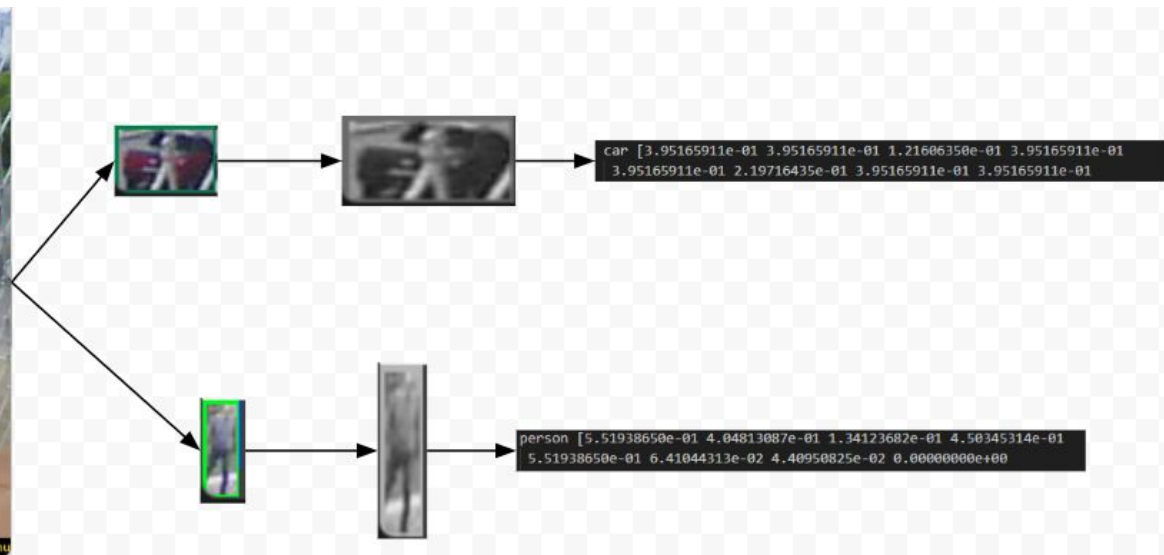 car [3.95165911e-01 3.95165911e-01 1.21606350e-01 3.95165911e-01
3.95165911e-01 2.19716435e-01 3.95165911e-01 3.95165911e-01
person [5.51938650e-01 4.04813087e-01 1.34123682e-01 4.50345314e-01
5.51938650e-01 6.41044313e-02 4.40950825e-02 0.00000000e+00